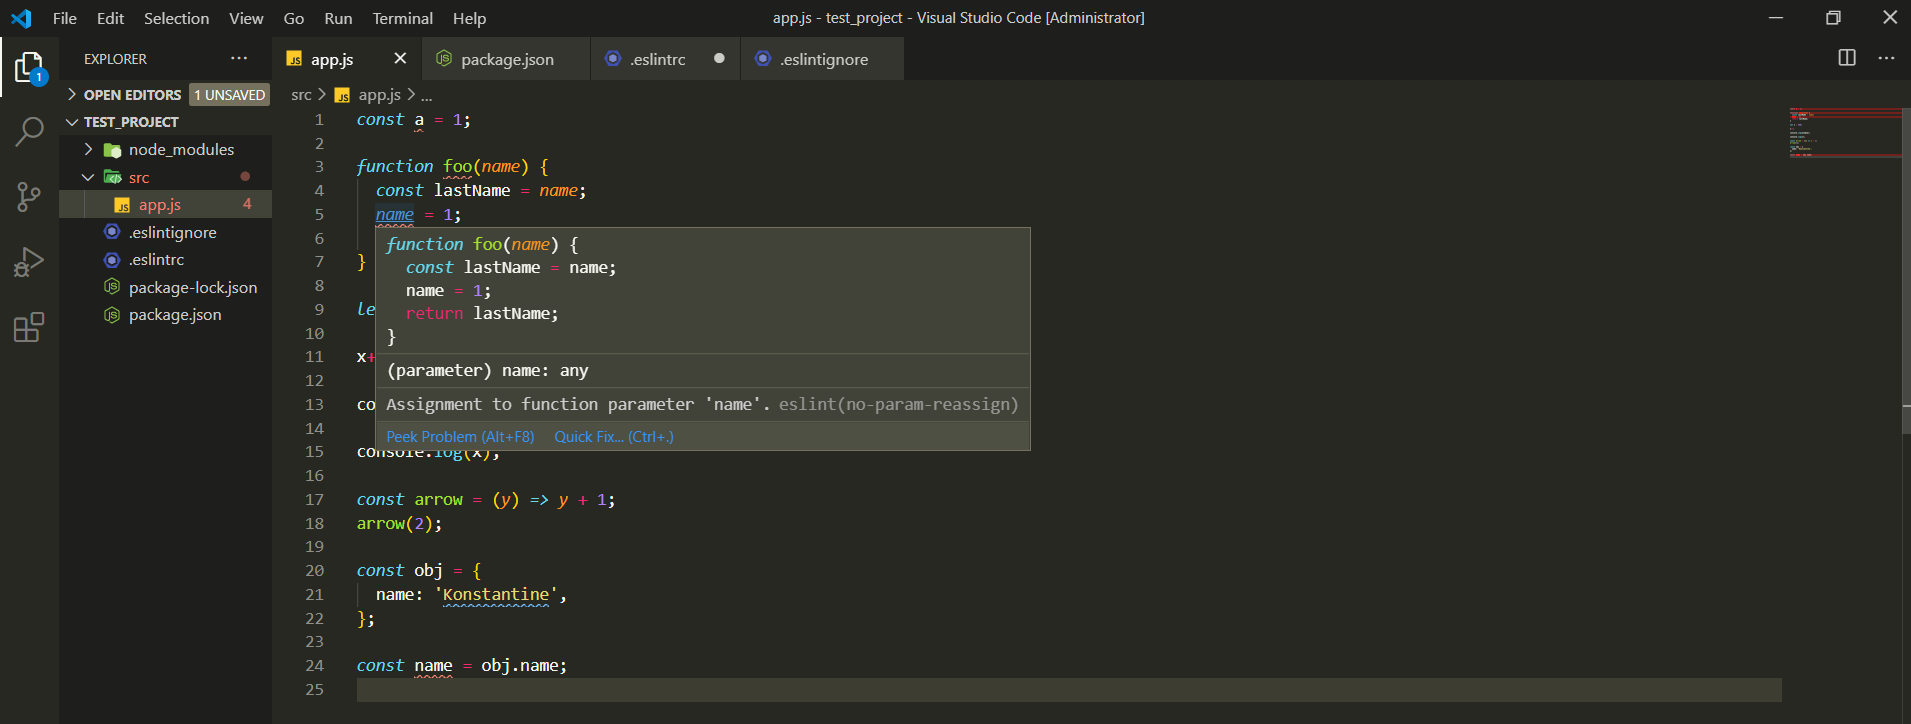 File Edit Selection View Go Run Terminal Help
app.js - test_project - Visual Studio Code [Administrator]
1
EXPLORER ···
OPEN EDITORS 1 UNSAVED
TEST_PROJECT
node_modules
src
app.js 4
.eslintignore
.eslintrc
package-lock.json
package.json
app.js
package.json
.eslintrc
.eslintignore
src > app.js > ...
1 const a = 1;
2
3 function foo(name) {
4 const lastName = name;
5 name = 1;
6
7 }
8
9 le
10
11 x+
12
13 co
14
15 console.log(x);
16
17 const arrow = (y) => y + 1;
18 arrow(2);
19
20 const obj = {
21 name: 'Konstantine',
22 };
23
24 const name = obj.name;
25
function foo(name) {
const lastName = name;
name = 1;
return lastName;
}
(parameter) name: any
Assignment to function parameter 'name'. eslint(no-param-reassign)
Peek Problem (Alt+F8) Quick Fix... (Ctrl+.)